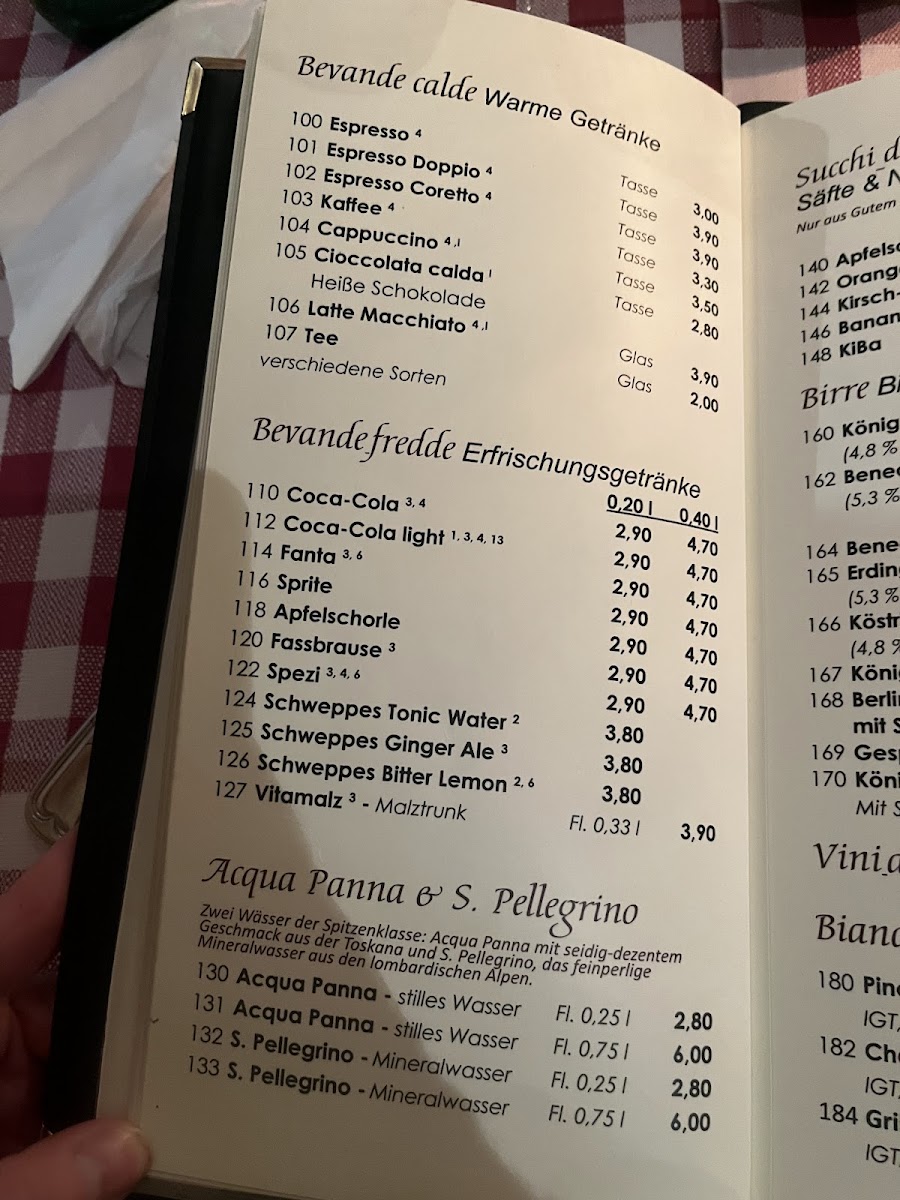 Bevande calde Warme Getränke
100 Espresso 4 Tasse 3,00
101 Espresso Doppio 4 Tasse 3,90
102 Espresso Coretto 4 Tasse 3,90
103 Kaffee 4 Tasse 3,30
104 Cappuccino 4,I Tasse 3,50
105 Cioccolata calda I Tasse 2,80
Heiße Schokolade
106 Latte Macchiato 4,I Glas 3,90
107 Tee Glas 2,00
verschiedene Sorten
Bevande fredde Erfrischungsgetränke
0,20 l 0,40 l
110 Coca-Cola 3, 4 2,90 4,70
112 Coca-Cola light 1, 3, 4, 13 2,90 4,70
114 Fanta 3, 6 2,90 4,70
116 Sprite 2,90 4,70
118 Apfelschorle 2,90 4,70
120 Fassbrause 3 2,90 4,70
122 Spezi 3, 4, 6 2,90 4,70
124 Schweppes Tonic Water 2 3,80
125 Schweppes Ginger Ale 3 3,80
126 Schweppes Bitter Lemon 2, 6 3,80
127 Vitamalz 3 - Malztrunk Fl. 0,33 l 3,90
Acqua Panna & S. Pellegrino
Zwei Wässer der Spitzenklasse: Acqua Panna mit seidig-dezentem
Geschmack aus der Toskana und S. Pellegrino, das feinperlige
Mineralwasser aus den lombardischen Alpen.
130 Acqua Panna - stilles Wasser Fl. 0,25 l 2,80
131 Acqua Panna - stilles Wasser Fl. 0,75 l 6,00
132 S. Pellegrino - Mineralwasser Fl. 0,25 l 2,80
133 S. Pellegrino - Mineralwasser Fl. 0,75 l 6,00
Succhi d
Säfte & N
Nur aus Gutem
140 Apfelsa
142 Orang
144 Kirsch-
146 Banan
148 KiBa
Birre Bi
160 König
(4,8 %
162 Bene
(5,3 %
164 Bene
165 Erdin
(5,3 %
166 Köstr
(4,8 %
167 Köni
168 Berlin
mit S
169 Gesp
170 Köni
Mit S
Vini d
Bianc
180 Pino
IGT,
182 Cha
IGT,
184 Gri
IGT,